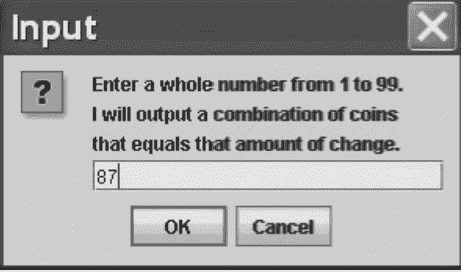 Input
?
Enter a whole number from 1 to 99.
I will output a combination of coins
that equals that amount of change.
87
OK Cancel